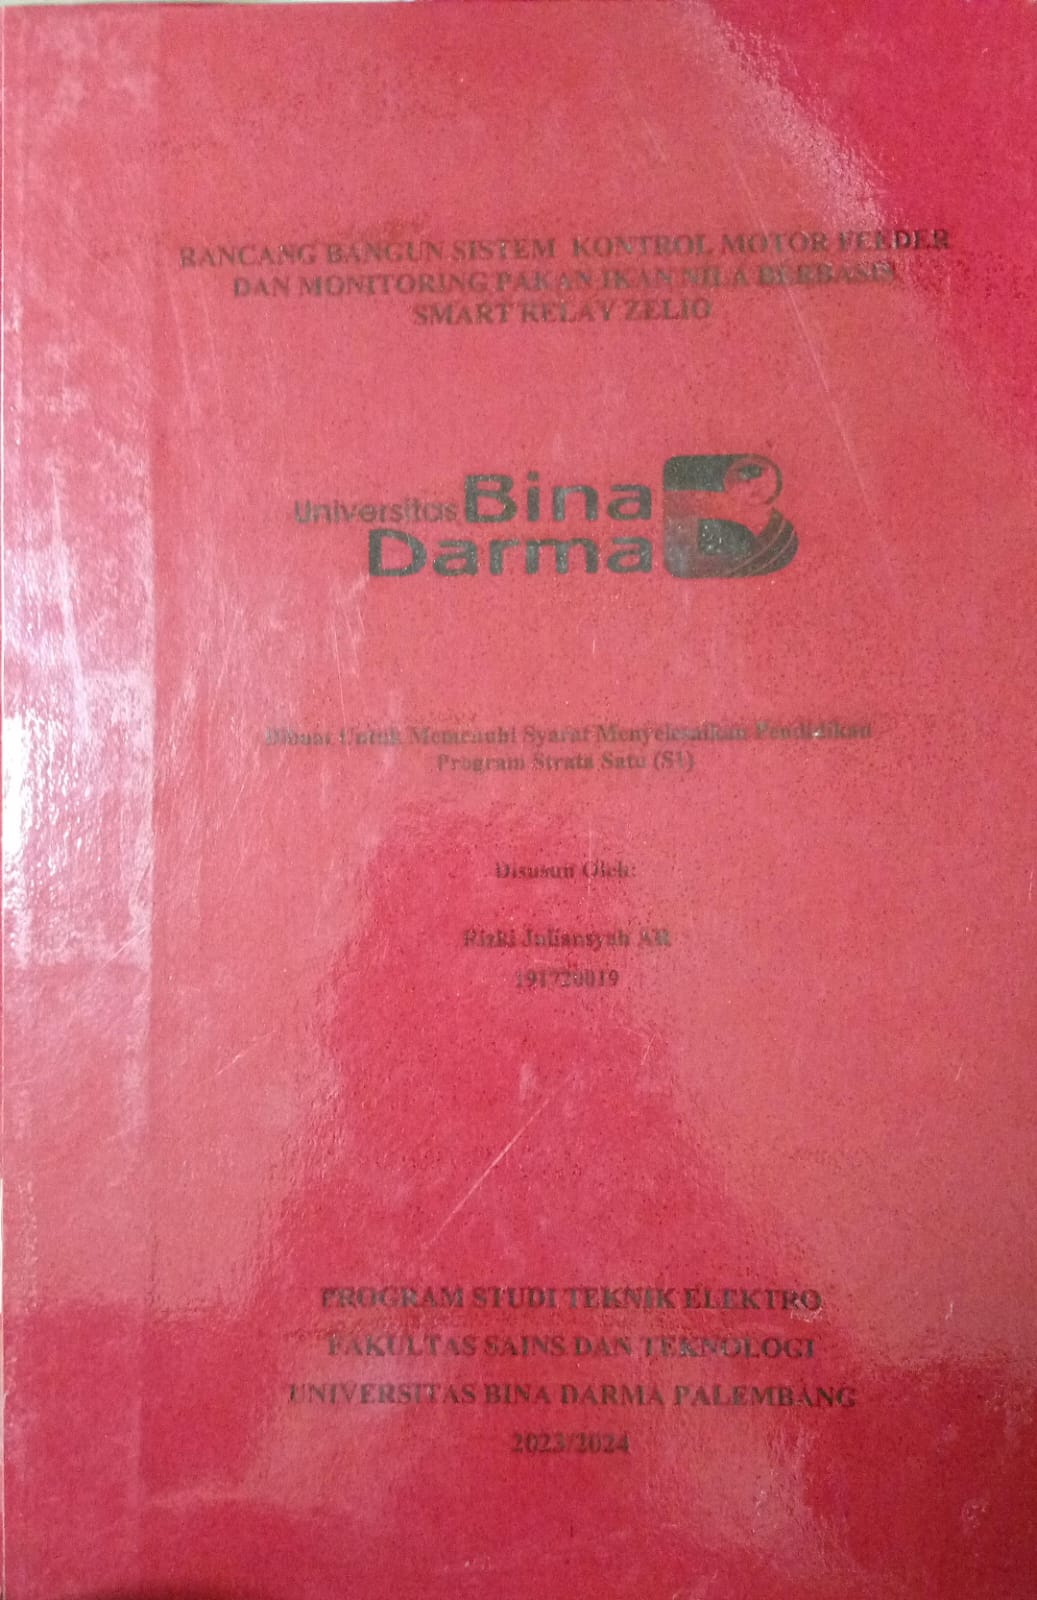 RANCANG BANGUN SISTEM KONTROL MOTOR FEEDER
DAN MONITORING PAKAN IKAN NILA BERBASIS
SMART RELAY ZELIO
Universitas Bina
Darma
Dibuat Untuk Memenuhi Syarat Menyelesaikan Pendidikan
Program Strata Satu (S1)
Disusun Oleh:
Rizki Juliansyah AR
191720019
PROGRAM STUDI TEKNIK ELEKTRO
FAKULTAS SAINS DAN TEKNOLOGI
UNIVERSITAS BINA DARMA PALEMBANG
2023/2024
i